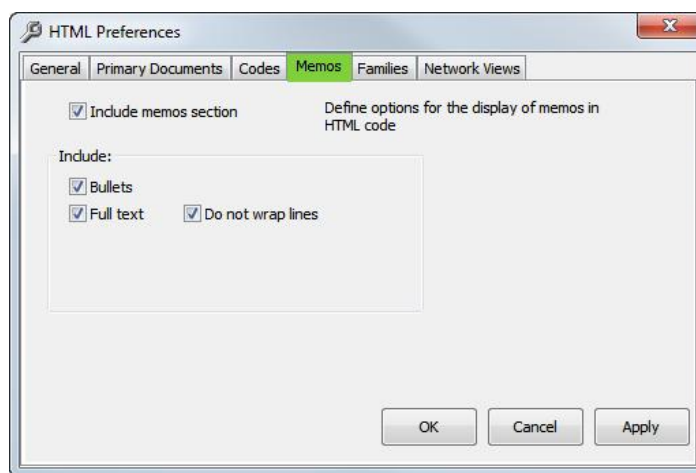 HTML Preferences
General Primary Documents Codes Memos Families Network Views
Include memos section
Define options for the display of memos in
HTML code
Include:
Bullets
Full text Do not wrap lines
OK Cancel Apply